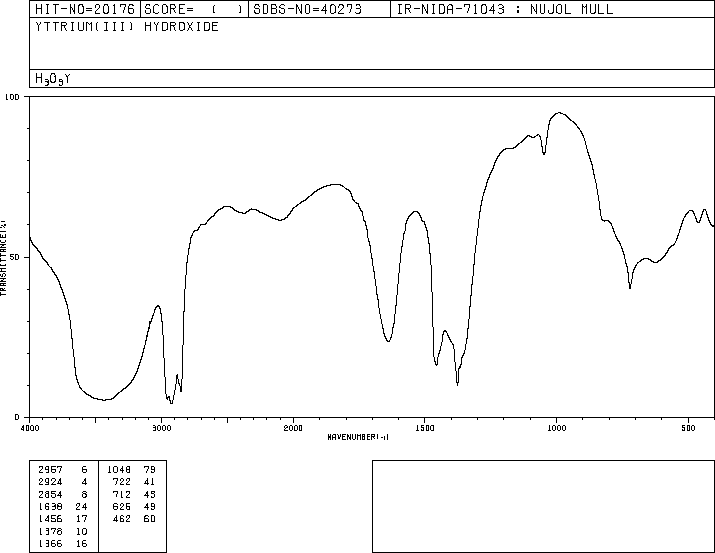 HIT-NO=20176 SCORE= ( ) SDBS-NO=40273 IR-NIDA-71043 : NUJOL MULL
YTTRIUM(III) HYDROXIDE
H3O3Y
100
50
0
TRANSMITTANCE(%)
4000 3000 2000 1500 1000 500
WAVENUMBER(-1)
2957 6 1048 79
2924 4 722 41
2854 8 712 45
1638 24 626 49
1456 17 462 60
1378 10
1366 16